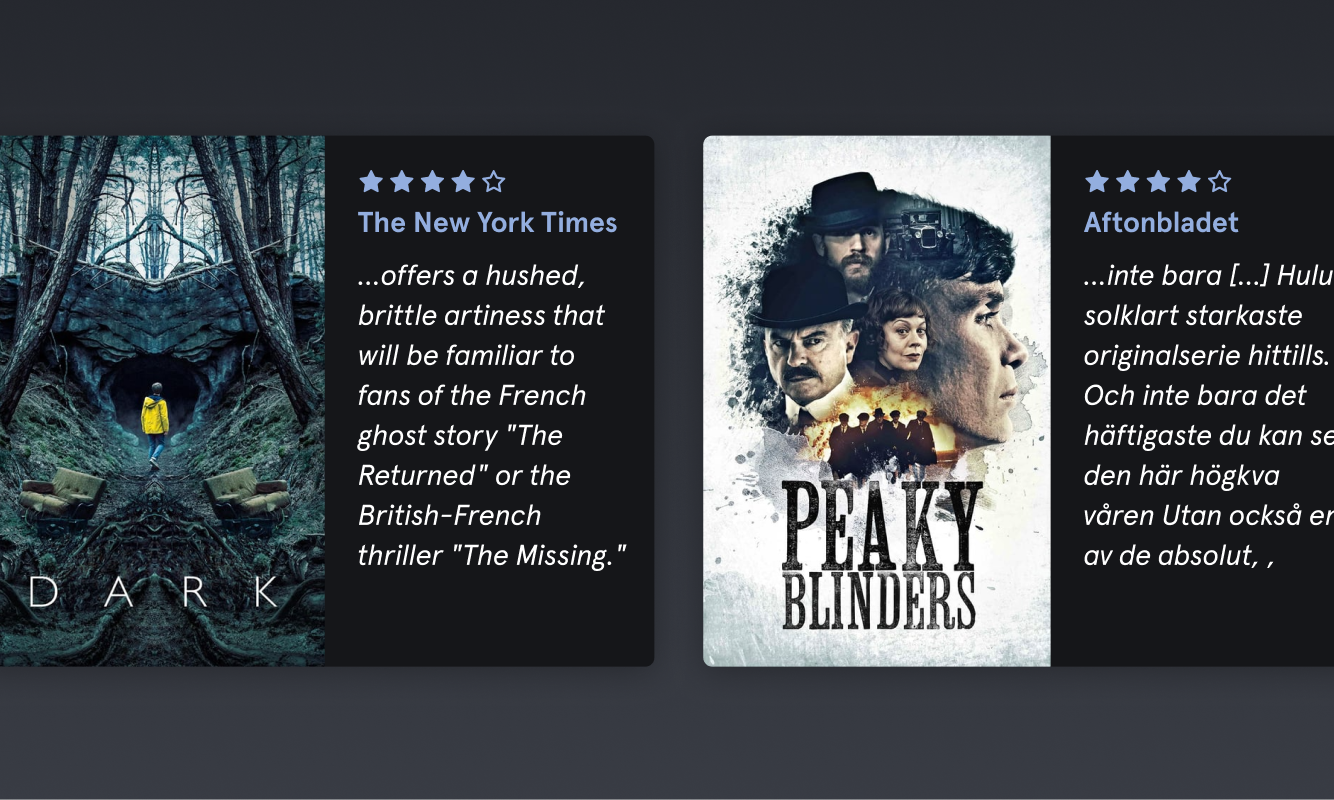 DARK
The New York Times
...offers a hushed,
brittle artiness that
will be familiar to
fans of the French
ghost story "The
Returned" or the
British-French
thriller "The Missing."
PEAKY
BLINDERS
Aftonbladet
...inte bara [...] Hulu
solklart starkaste
originalserie hittills.
Och inte bara det
häftigaste du kan se
den här högkva
våren Utan också er
av de absolut, ,